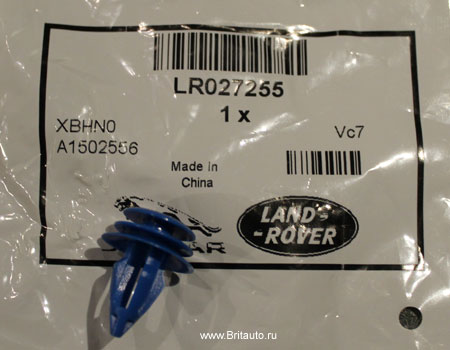 LR027255
1 x
XBHN0
A1502556
Vc7
Made In
China
LAND-
-ROVER
www.Britauto.ru